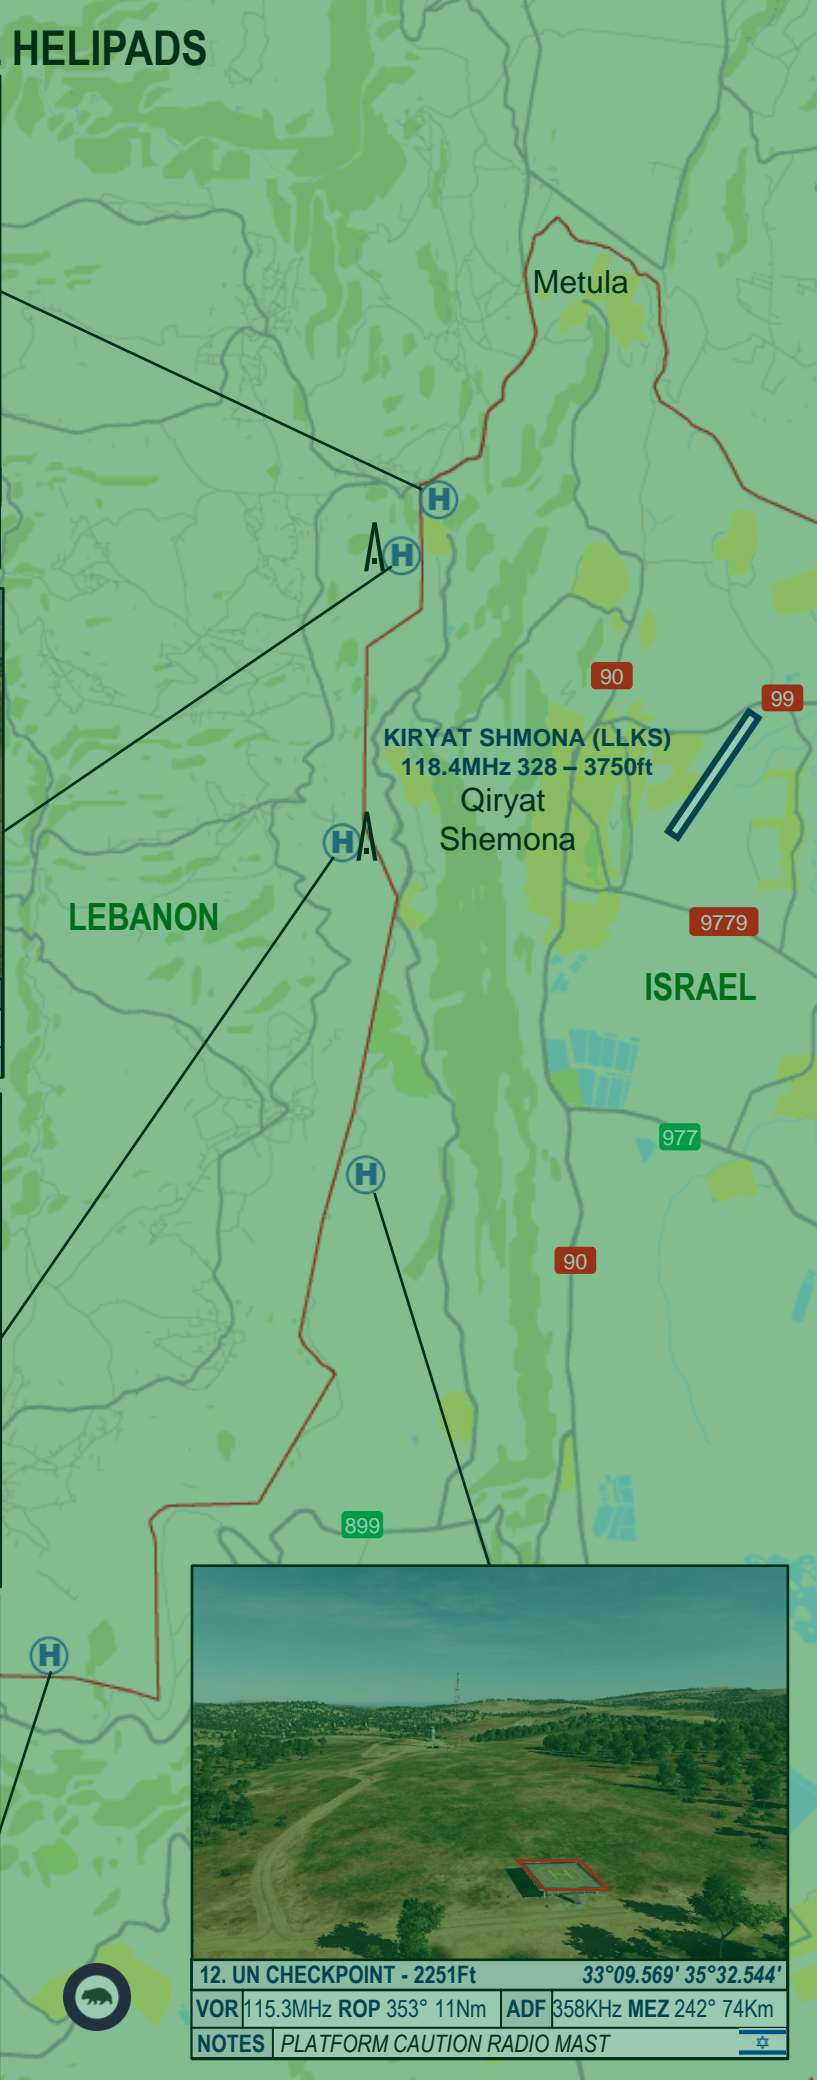 HELIPADS
Metula
H
H
90
99
KIRYAT SHMONA (LLKS)
118.4MHz 328 – 3750ft
Qiryat
Shemona
H
LEBANON
9779
ISRAEL
977
H
90
899
H
12. UN CHECKPOINT - 2251Ft 33°09.569' 35°32.544'
VOR 115.3MHz ROP 353° 11Nm ADF 358KHz MEZ 242° 74Km
NOTES PLATFORM CAUTION RADIO MAST